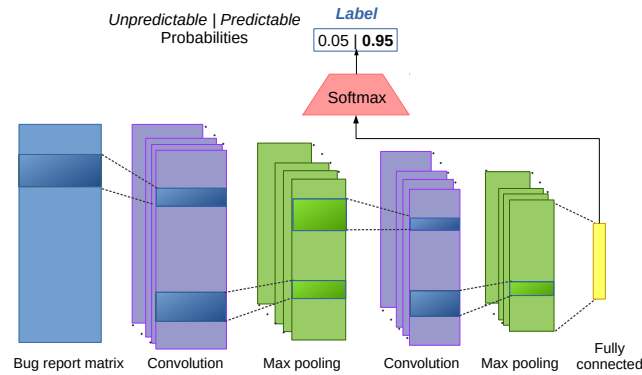 Label
Unpredictable | Predictable
Probabilities
0.05 | 0.95
Softmax
Bug report matrix
Convolution
Max pooling
Convolution
Max pooling
Fully
connected